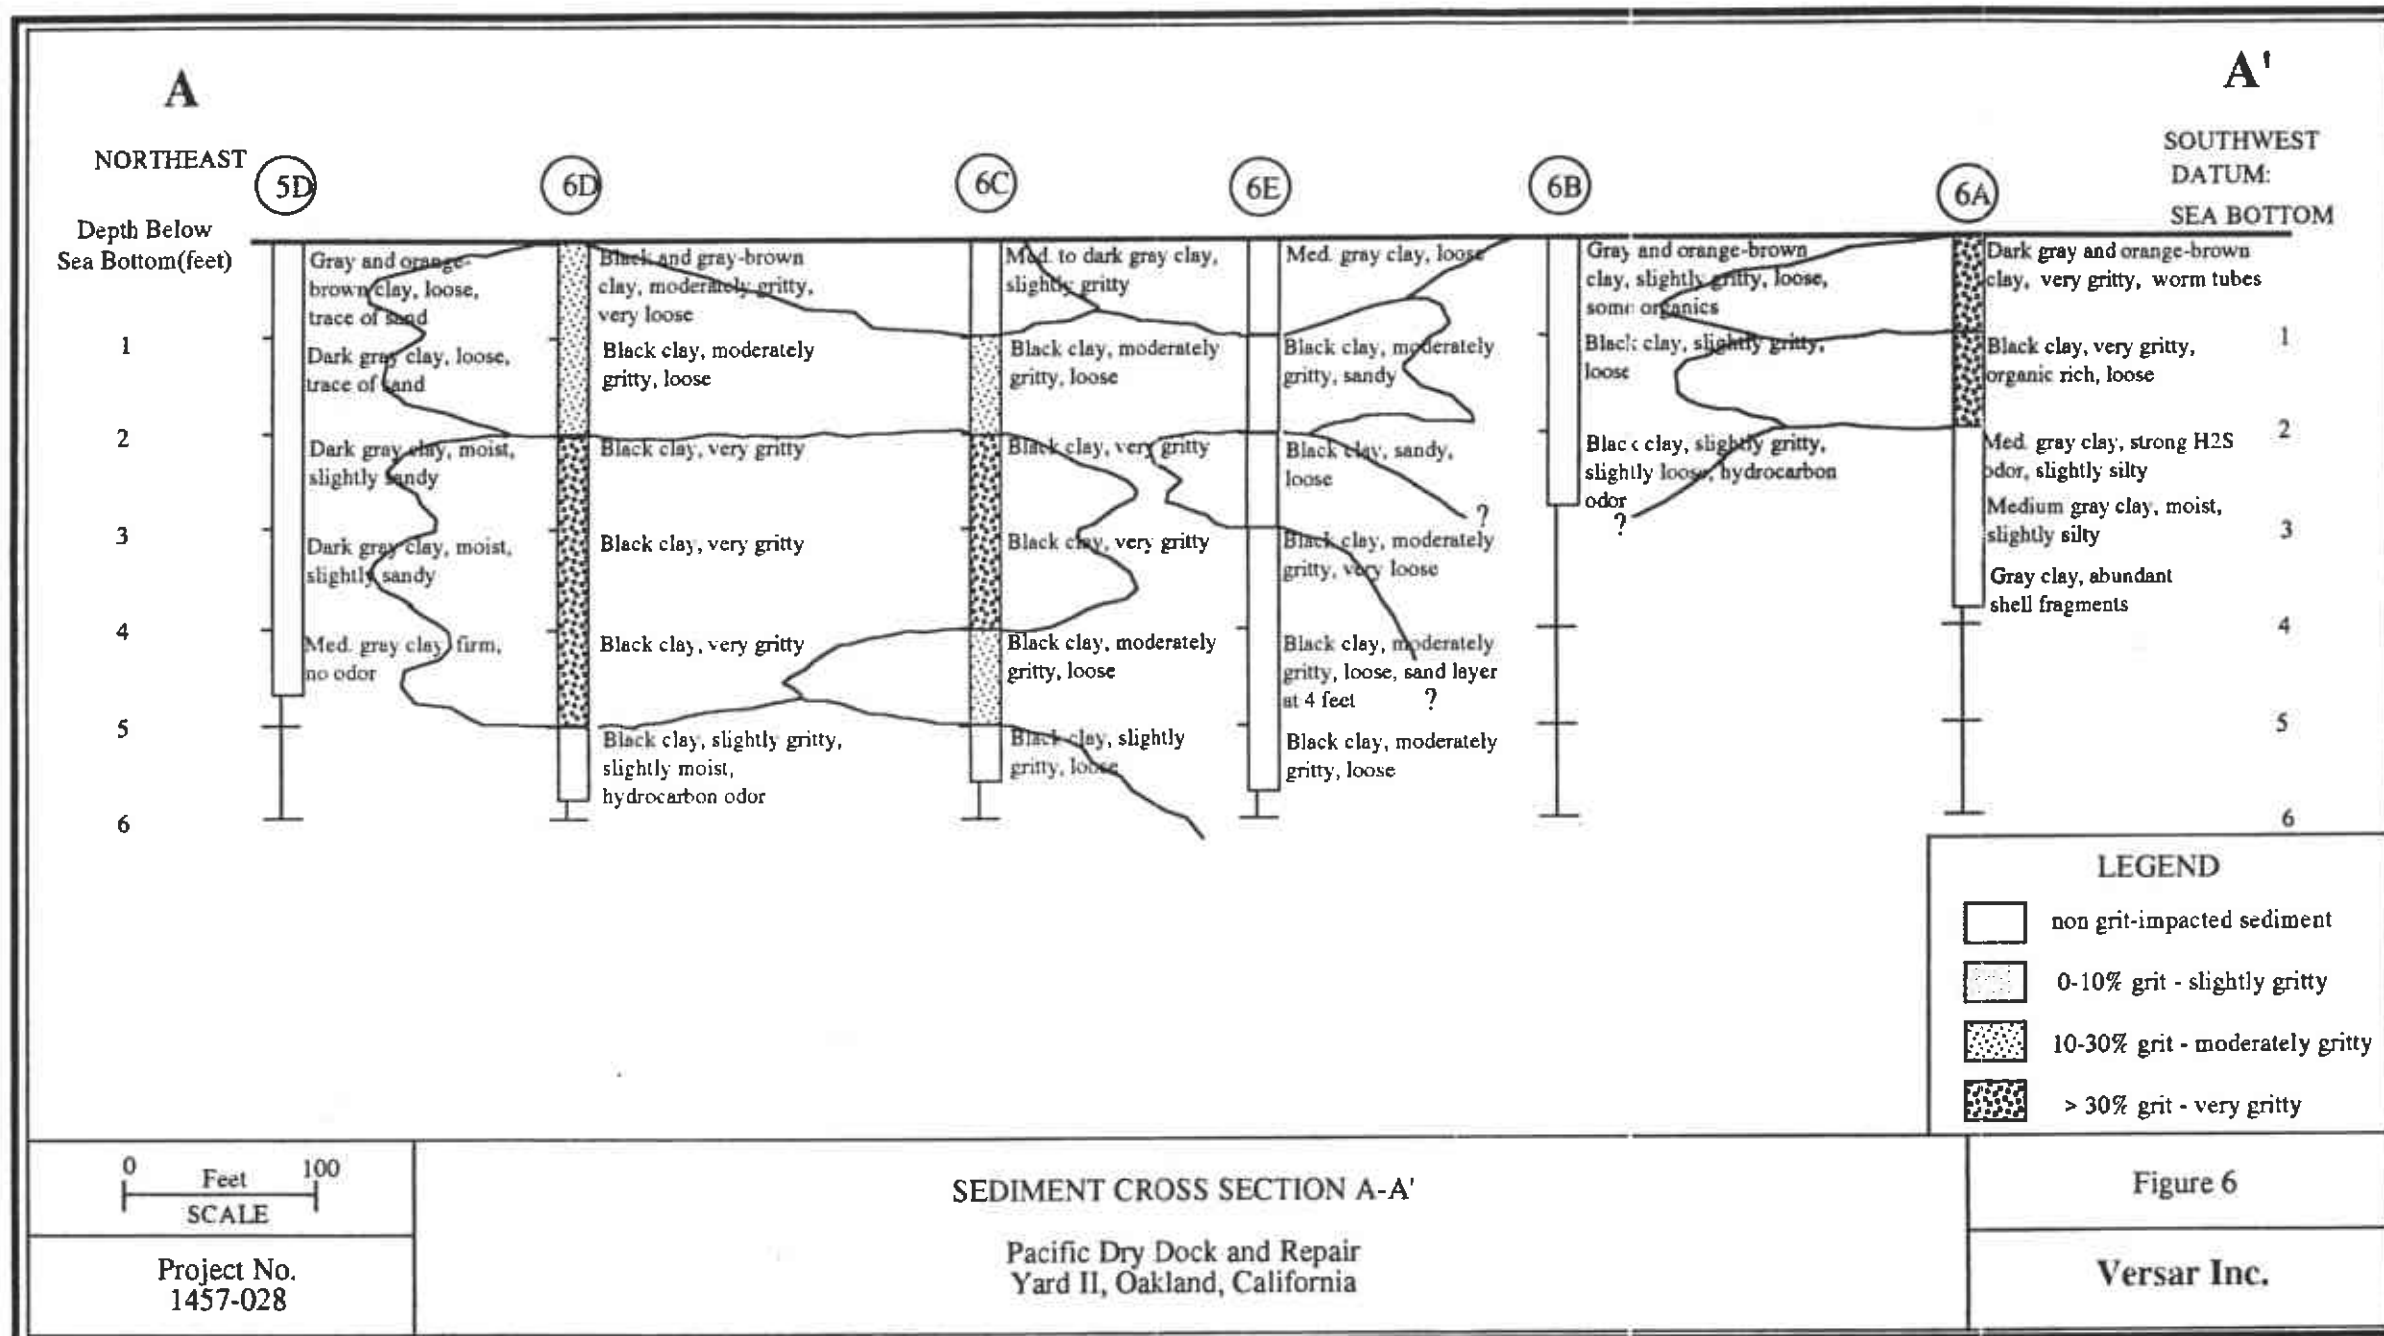 A
A'
NORTHEAST
SOUTHWEST
DATUM:
SEA BOTTOM
5D
6D
6C
6E
6B
6A
Depth Below
Sea Bottom(feet)
1
2
3
4
5
6
Gray and orange-
brown clay, loose,
trace of sand
Dark gray clay, loose,
trace of sand
Dark gray clay, moist,
slightly sandy
Dark gray clay, moist,
slightly sandy
Med. gray clay, firm,
no odor
Black and gray-brown
clay, moderately gritty,
very loose
Black clay, moderately
gritty, loose
Black clay, very gritty
Black clay, very gritty
Black clay, very gritty
Black clay, slightly gritty,
slightly moist,
hydrocarbon odor
Med. to dark gray clay,
slightly gritty
Black clay, moderately
gritty, loose
Black clay, very gritty
Black clay, very gritty
Black clay, moderately
gritty, loose
Black clay, slightly
gritty, loose
Med. gray clay, loose
Black clay, moderately
gritty, sandy
Black clay, sandy,
loose
?
Black clay, moderately
gritty, very loose
Black clay, moderately
gritty, loose, sand layer
at 4 feet
?
Black clay, moderately
gritty, loose
Gray and orange-brown
clay, slightly gritty, loose,
some organics
Black clay, slightly gritty,
loose
Black clay, slightly gritty,
slightly loose, hydrocarbon
odor
?
Dark gray and orange-brown
clay, very gritty, worm tubes
Black clay, very gritty,
organic rich, loose
Med. gray clay, strong H2S
odor, slightly silty
Medium gray clay, moist,
slightly silty
Gray clay, abundant
shell fragments
1
2
3
4
5
6
LEGEND
non grit-impacted sediment
0-10% grit - slightly gritty
10-30% grit - moderately gritty
> 30% grit - very gritty
0 Feet 100
SCALE
Project No.
1457-028
SEDIMENT CROSS SECTION A-A'
Pacific Dry Dock and Repair
Yard II, Oakland, California
Figure 6
Versar Inc.